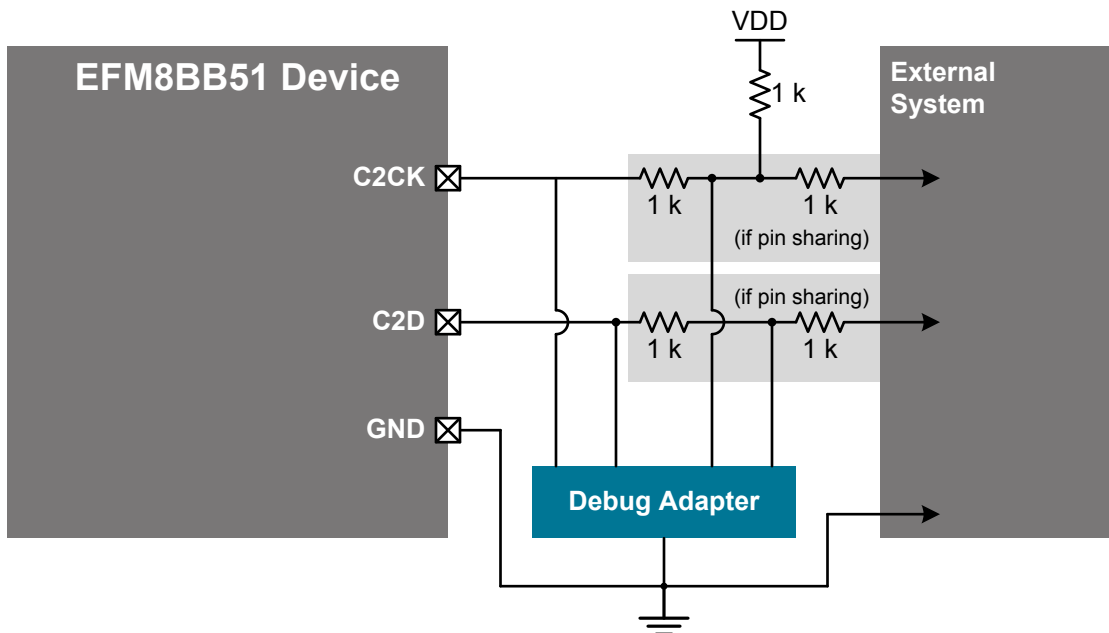 VDD
EFM8BB51 Device
External
System
1 k
C2CK
1 k
1 k
(if pin sharing)
(if pin sharing)
C2D
1 k
1 k
GND
Debug Adapter